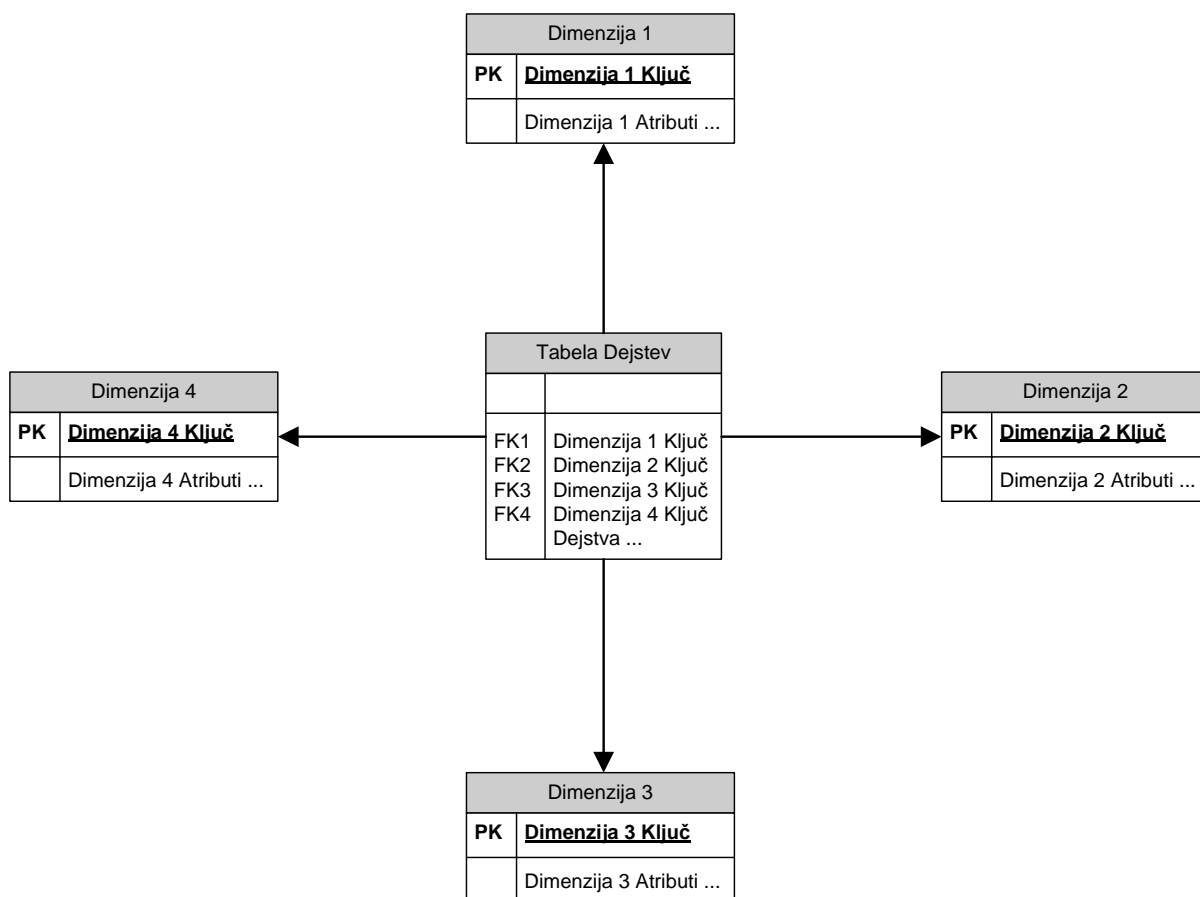 Dimenzija 1
PK Dimenzija 1 Ključ
Dimenzija 1 Atributi ...
Tabela Dejstev
FK1 Dimenzija 1 Ključ
FK2 Dimenzija 2 Ključ
FK3 Dimenzija 3 Ključ
FK4 Dimenzija 4 Ključ
Dejstva ...
Dimenzija 4
PK Dimenzija 4 Ključ
Dimenzija 4 Atributi ...
Dimenzija 2
PK Dimenzija 2 Ključ
Dimenzija 2 Atributi ...
Dimenzija 3
PK Dimenzija 3 Ključ
Dimenzija 3 Atributi ...